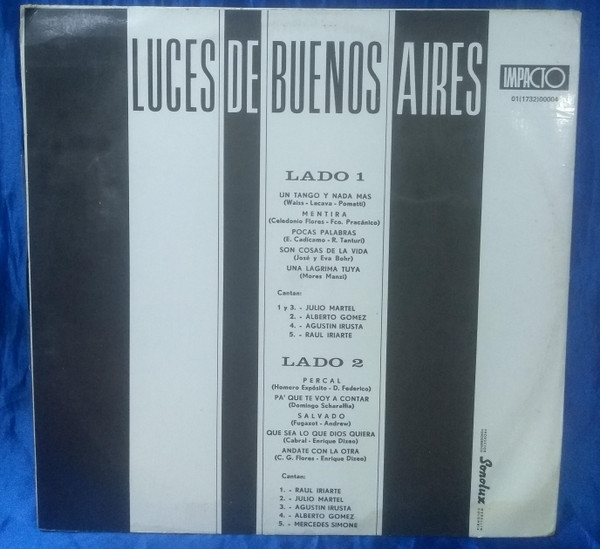 LUCES DE BUENOS AIRES
IMPACTO
01(1732)00004
LADO 1
UN TANGO Y NADA MAS
(Waiss - Lacava - Pometti)
MENTIRA
(Celedonio Flores - Fco. Pracánico)
POCAS PALABRAS
(E. Cadicamo - R. Tanturi)
SON COSAS DE LA VIDA
(José y Eva Bohr)
UNA LAGRIMA TUYA
(Mores Manzi)
Cantan:
1 y 3. - JULIO MARTEL
2. - ALBERTO GOMEZ
4. - AGUSTIN IRUSTA
5. - RAUL IRIARTE
LADO 2
PERCAL
(Homero Expósito - D. Federico)
PA' QUE TE VOY A CONTAR
(Domingo Scharaffia)
SALVADO
(Fugazot - Andrew)
QUE SEA LO QUE DIOS QUIERA
(Cabral - Enrique Dizeo)
ANDATE CON LA OTRA
(C. G. Flores - Enrique Dizeo)
Cantan:
1. - RAUL IRIARTE
2. - JULIO MARTEL
3. - AGUSTIN IRUSTA
4. - ALBERTO GOMEZ
5. - MERCEDES SIMONE
Sonolux